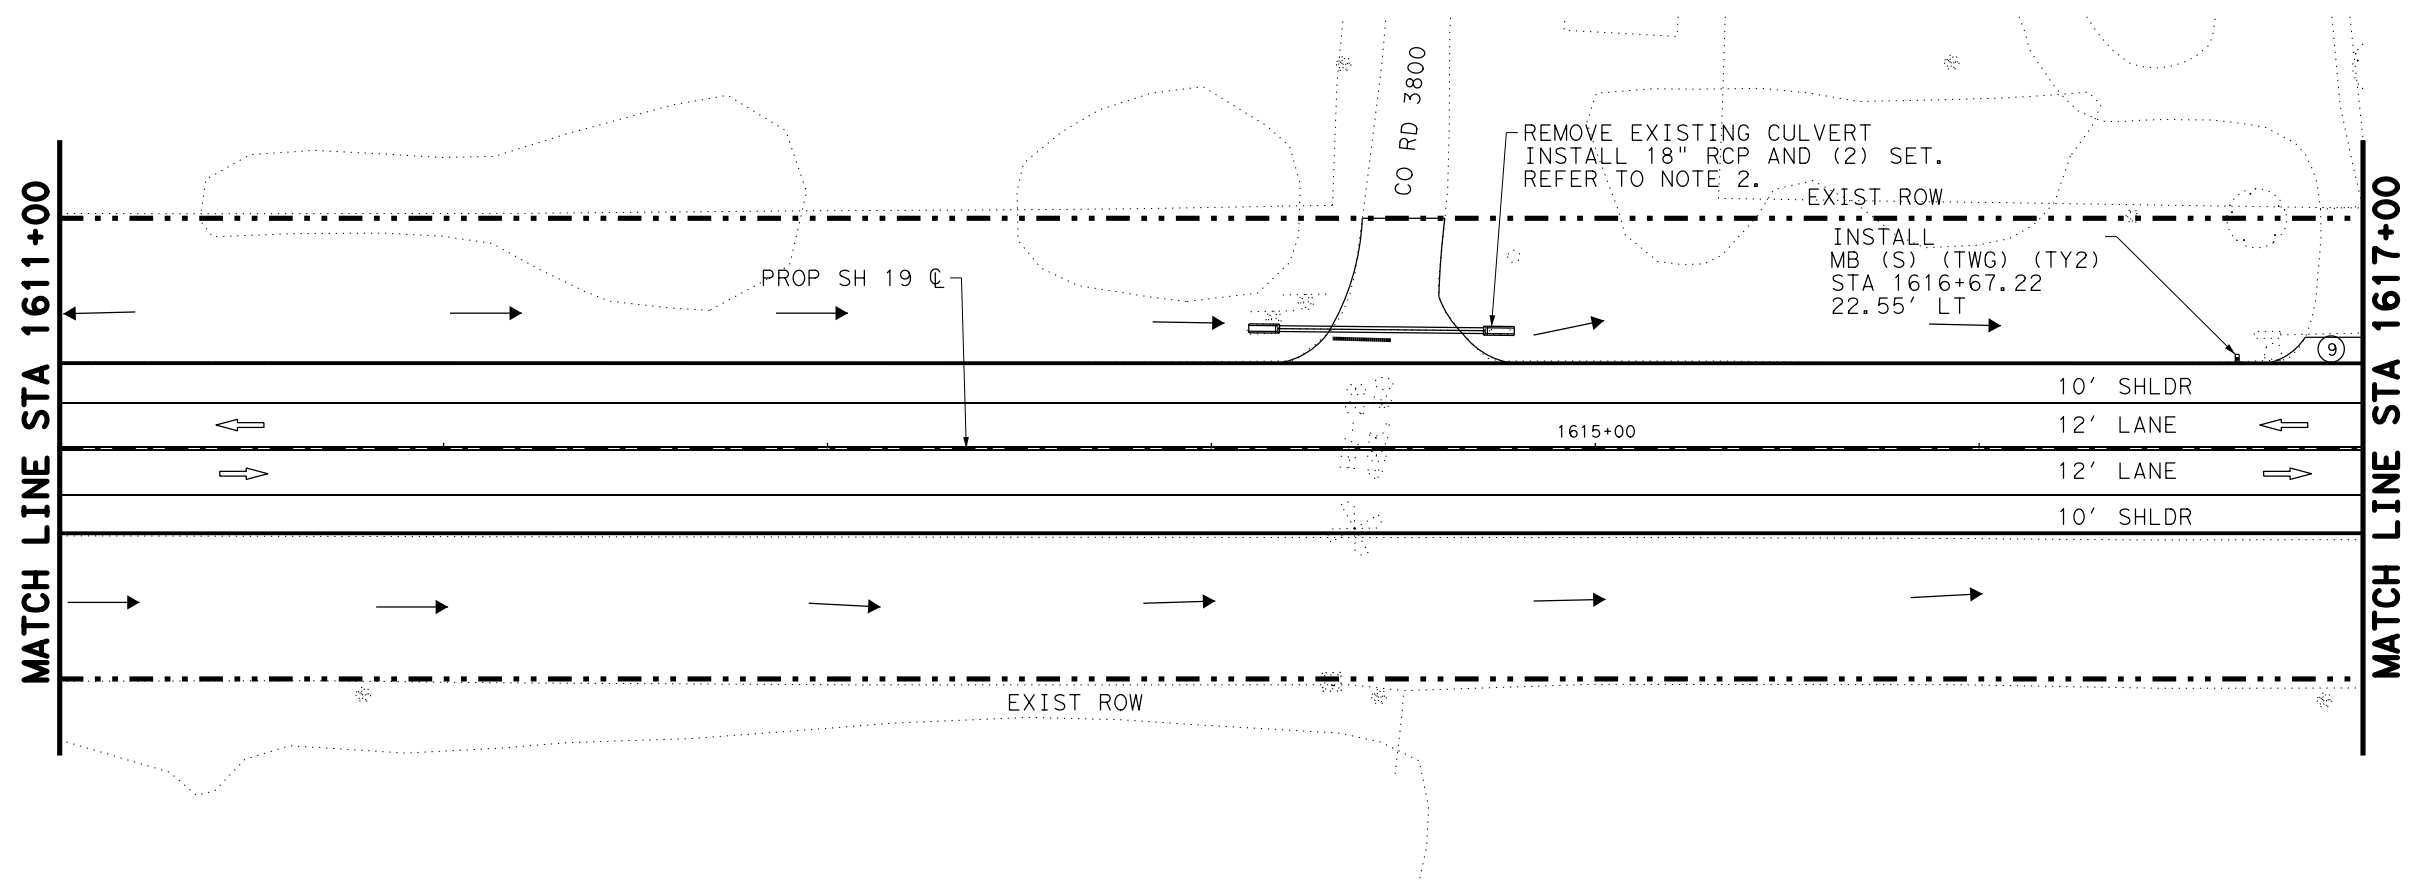 MATCH LINE STA 1611+00
CO RD 3800
REMOVE EXISTING CULVERT
INSTALL 18" RCP AND (2) SET.
REFER TO NOTE 2.
EXIST ROW
INSTALL
MB (S) (TWG) (TY2)
STA 1616+67.22
22.55' LT
PROP SH 19 ℄
9
10' SHLDR
12' LANE
1615+00
12' LANE
10' SHLDR
EXIST ROW
MATCH LINE STA 1617+00